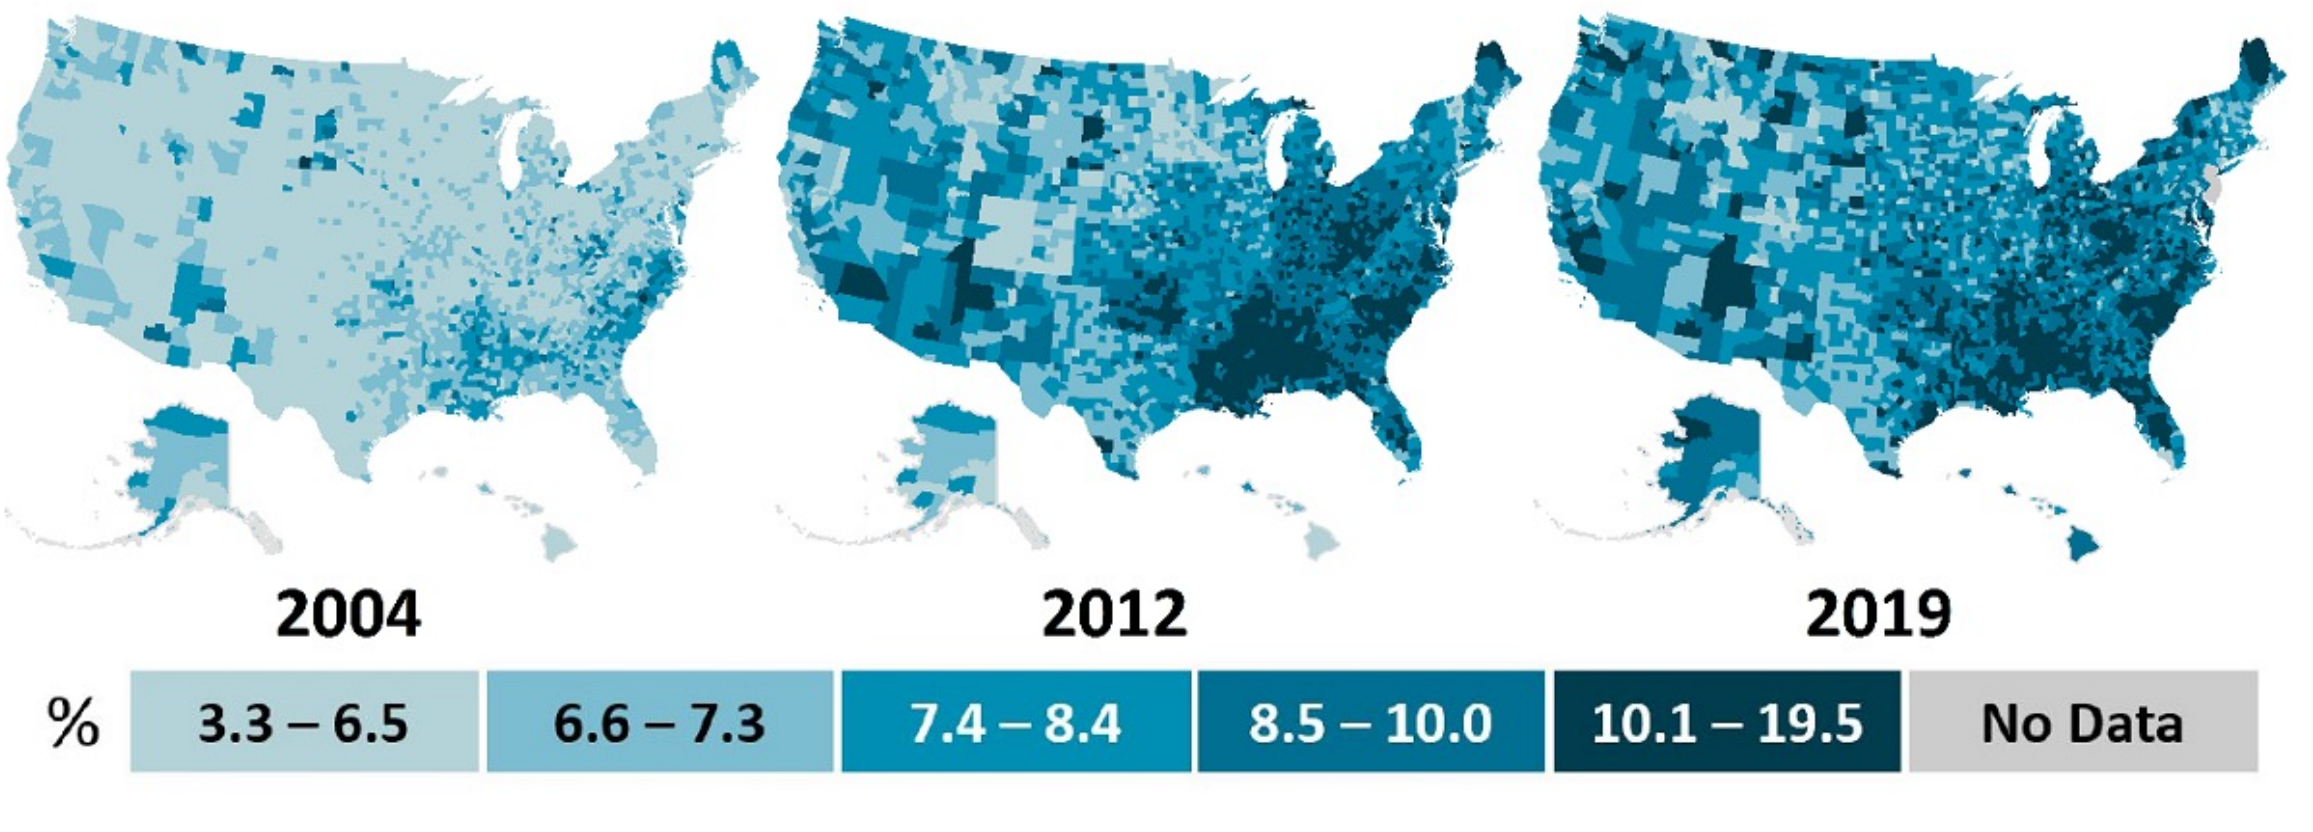 2004 2012 2019
% 3.3 – 6.5 6.6 – 7.3 7.4 – 8.4 8.5 – 10.0 10.1 – 19.5 No Data